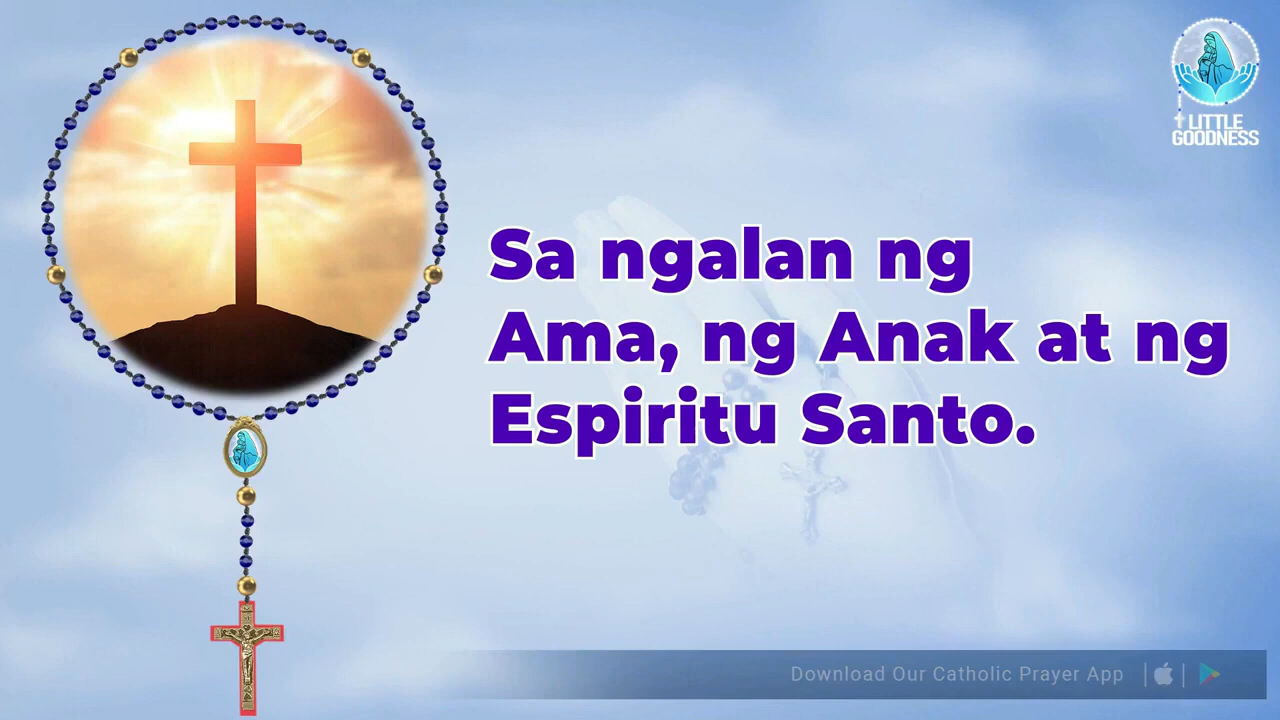 LITTLE
GOODNESS
Sa ngalan ng
Ama, ng Anak at ng
Espiritu Santo.
Download Our Catholic Prayer App